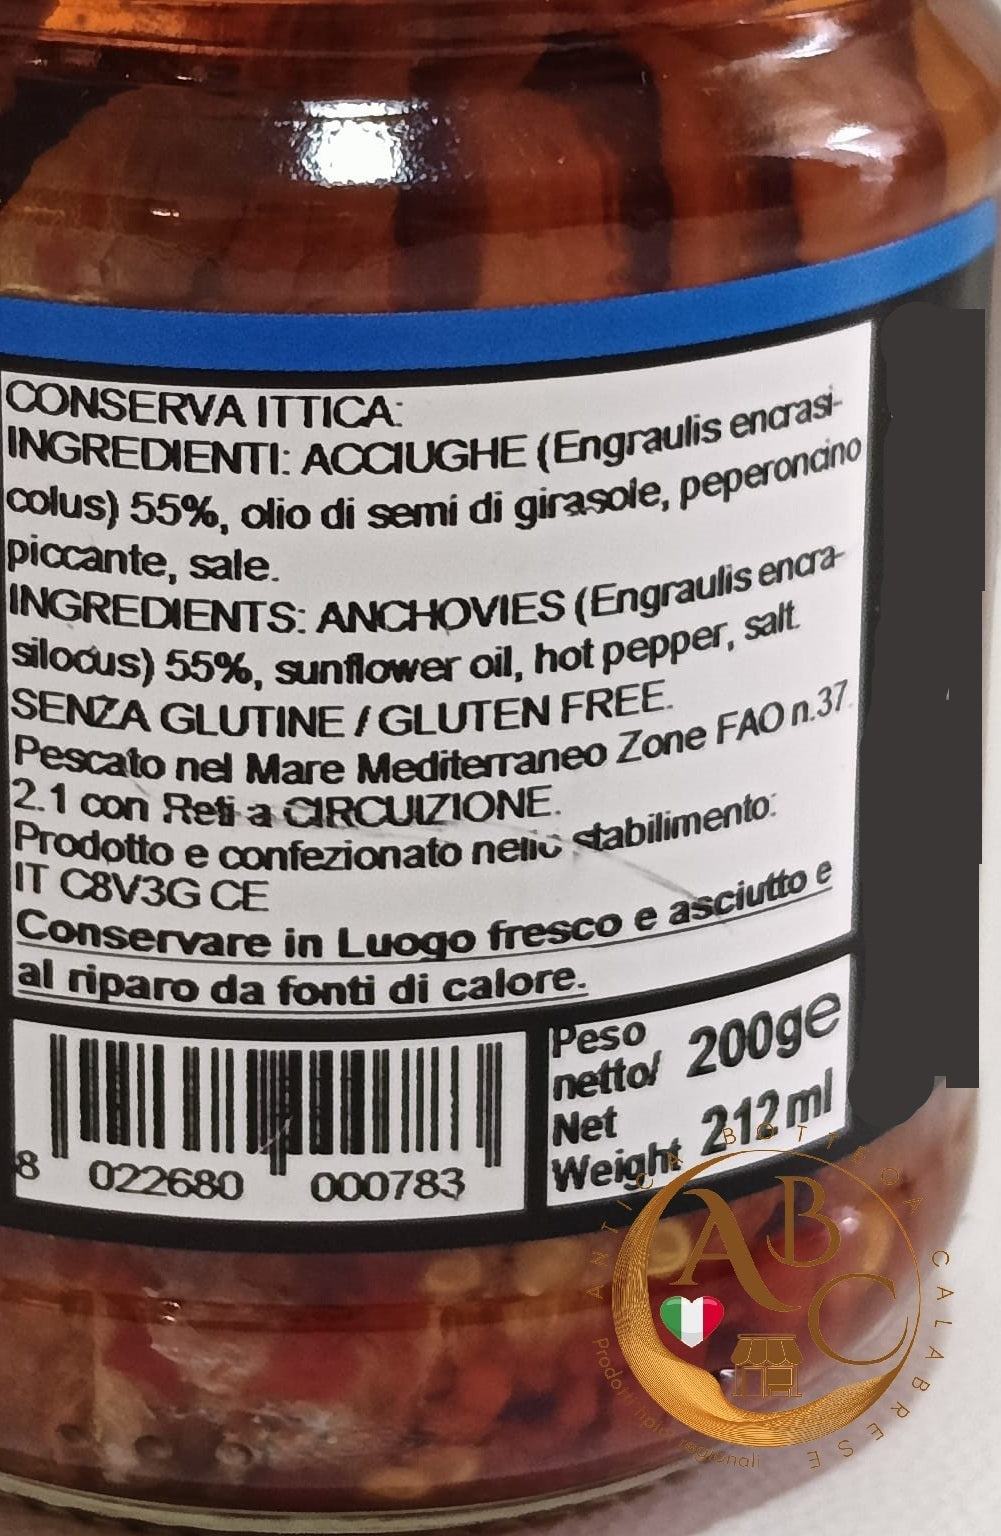 CONSERVA ITTICA:
INGREDIENTI: ACCIUGHE (Engraulis encrasi-
colus) 55%, olio di semi di girasole, peperoncino
piccante, sale.
INGREDIENTS: ANCHOVIES (Engraulis encra-
silocus) 55%, sunflower oil, hot pepper, salt.
SENZA GLUTINE / GLUTEN FREE.
Pescato nel Mare Mediterraneo Zone FAO n.37.
2.1 con Reti a CIRCUIZIONE.
Prodotto e confezionato nello stabilimento:
IT C8V3G CE
Conservare in Luogo fresco e asciutto e
al riparo da fonti di calore.
8 022680 000783
Peso
netto/
Net
Weight
200g e
212 ml
ANTICA BOTTEGA CALABRESE
ABC
Prodotti tipici regionali